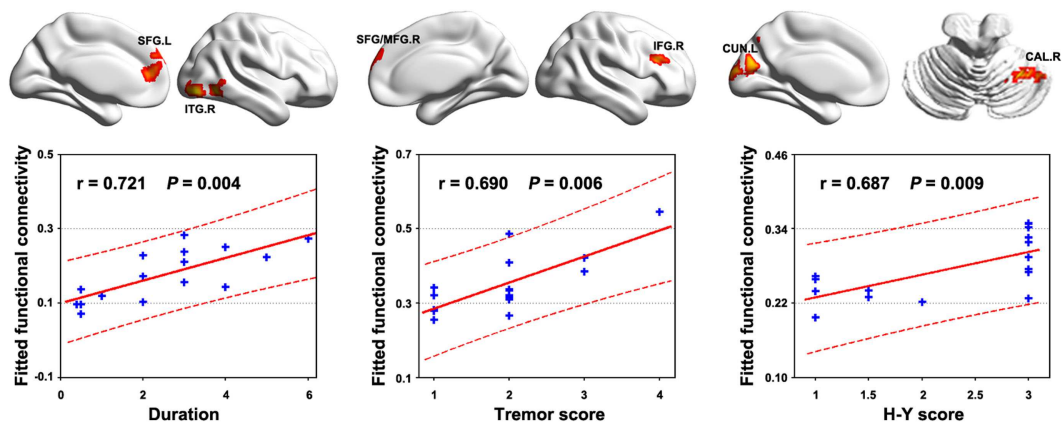 SFG.L
ITG.R
SFG/MFG.R
IFG.R
CUN.L
CAL.R
Fitted functional connectivity
0.5
0.3
0.1
-0.1
r = 0.721 P = 0.004
0 2 4 6
Duration
Fitted functional connectivity
0.7
0.5
0.3
0.1
r = 0.690 P = 0.006
1 2 3 4
Tremor score
Fitted functional connectivity
0.46
0.34
0.22
0.10
r = 0.687 P = 0.009
1 1.5 2 2.5 3
H-Y score